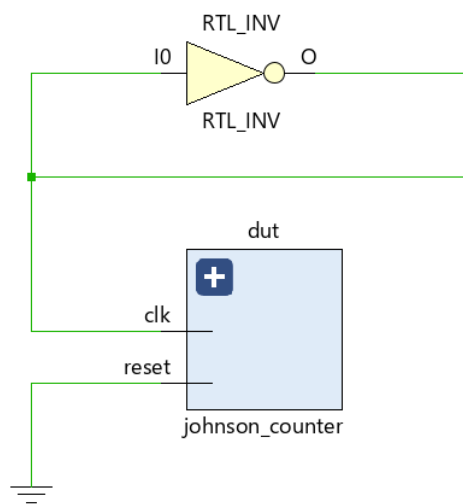 RTL_INV
I0
O
RTL_INV
dut
clk
reset
johnson_counter